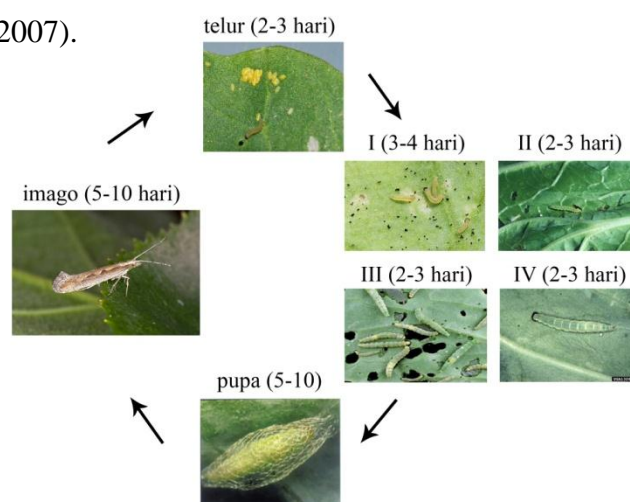 2007).
telur (2-3 hari)
I (3-4 hari)
II (2-3 hari)
imago (5-10 hari)
III (2-3 hari)
IV (2-3 hari)
pupa (5-10)